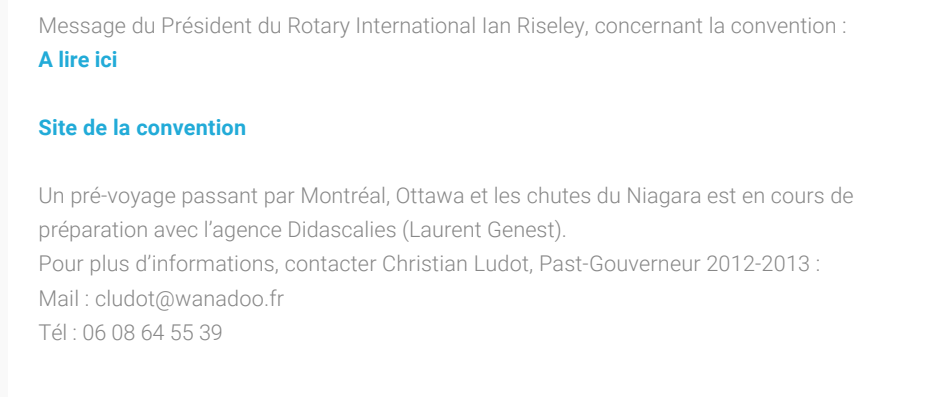 Message du Président du Rotary International Ian Riseley, concernant la convention :
A lire ici
Site de la convention
Un pré-voyage passant par Montréal, Ottawa et les chutes du Niagara est en cours de
préparation avec l’agence Didascalies (Laurent Genest).
Pour plus d’informations, contacter Christian Ludot, Past-Gouverneur 2012-2013 :
Mail : cludot@wanadoo.fr
Tél : 06 08 64 55 39